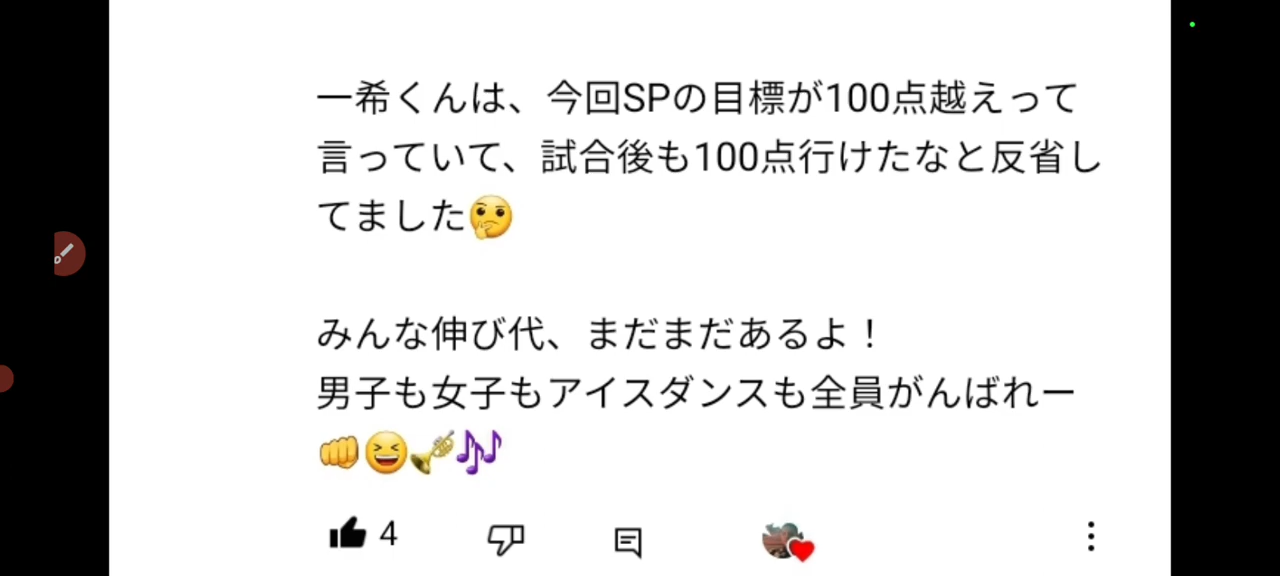 一希くんは、今回SPの目標が100点越えって
言っていて、試合後も100点行けたなと反省し
てました🤔
みんな伸び代、まだまだあるよ！
男子も女子もアイスダンスも全員がんばれー
👊😆🎺🎶
4